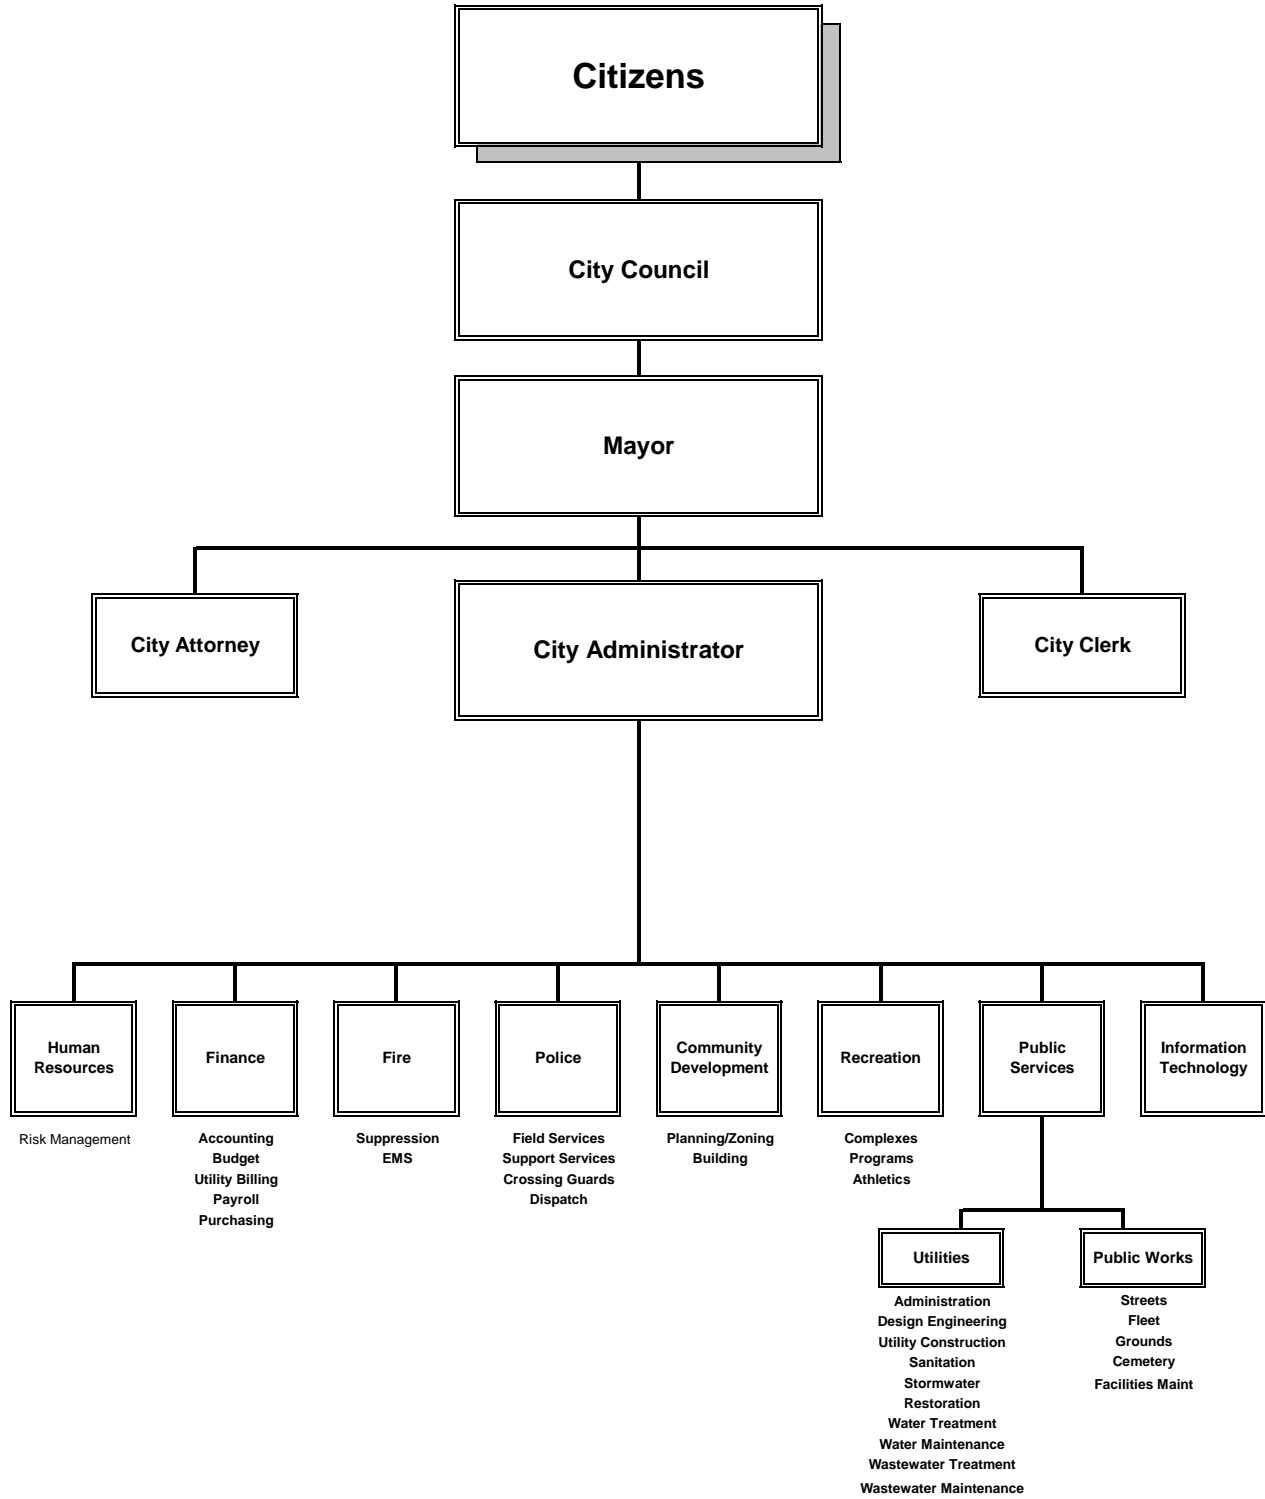 Citizens
City Council
Mayor
City Attorney
City Administrator
City Clerk
Human
Resources
Finance
Fire
Police
Community
Development
Recreation
Public
Services
Information
Technology
Risk Management
Accounting
Budget
Utility Billing
Payroll
Purchasing
Suppression
EMS
Field Services
Support Services
Crossing Guards
Dispatch
Planning/Zoning
Building
Complexes
Programs
Athletics
Utilities
Administration
Design Engineering
Utility Construction
Sanitation
Stormwater
Restoration
Water Treatment
Water Maintenance
Wastewater Treatment
Wastewater Maintenance
Public Works
Streets
Fleet
Grounds
Cemetery
Facilities Maint